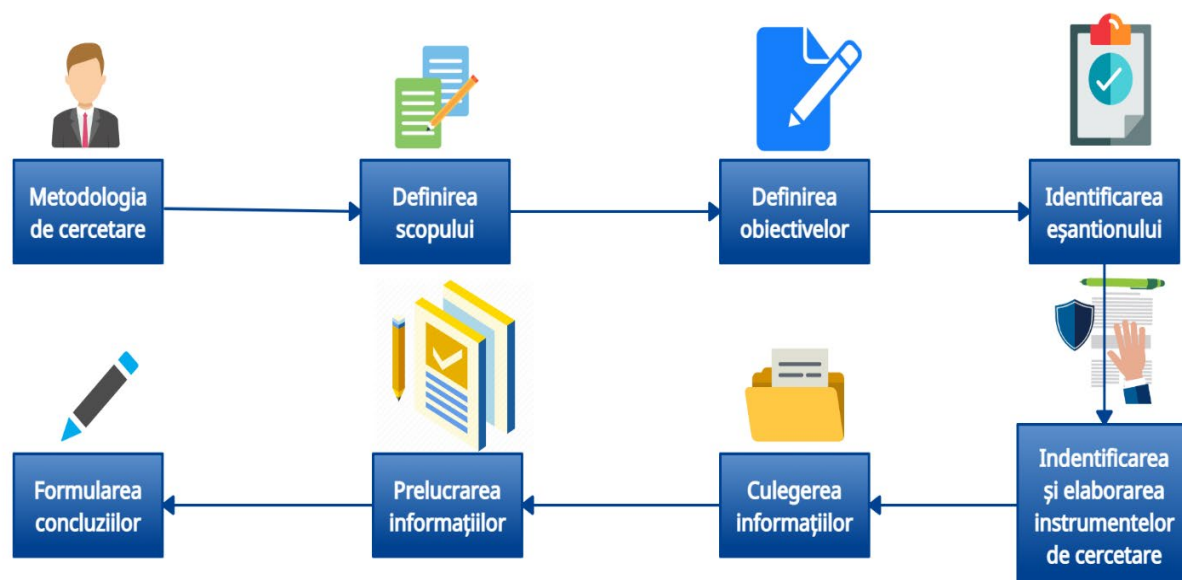 Metodologia
de cercetare
Definirea
scopului
Definirea
obiectivelor
Identificarea
eșantionului
Indentificarea
și elaborarea
instrumentelor
de cercetare
Culegerea
informațiilor
Prelucrarea
informațiilor
Formularea
concluziilor